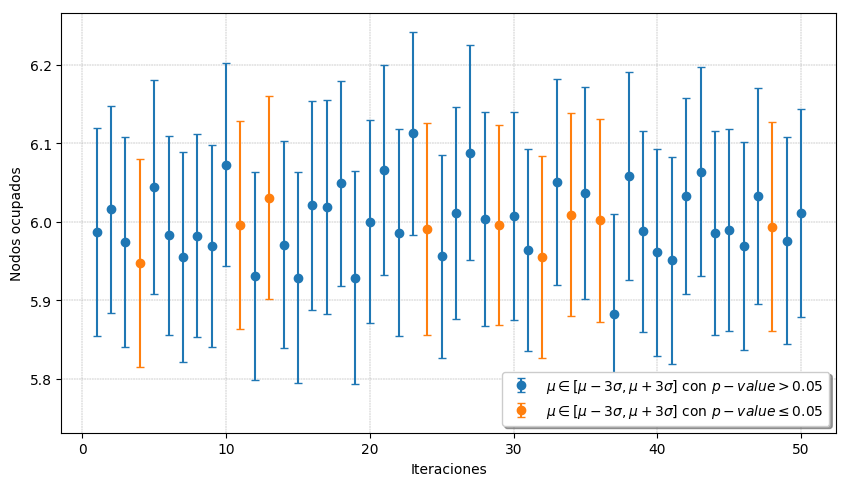 6.2
6.1
6.0
5.9
5.8
Nodos ocupados
0 10 20 30 40 50
Iteraciones
μ ∈ [μ − 3σ, μ + 3σ] con p − value > 0.05
μ ∈ [μ − 3σ, μ + 3σ] con p − value ≤ 0.05